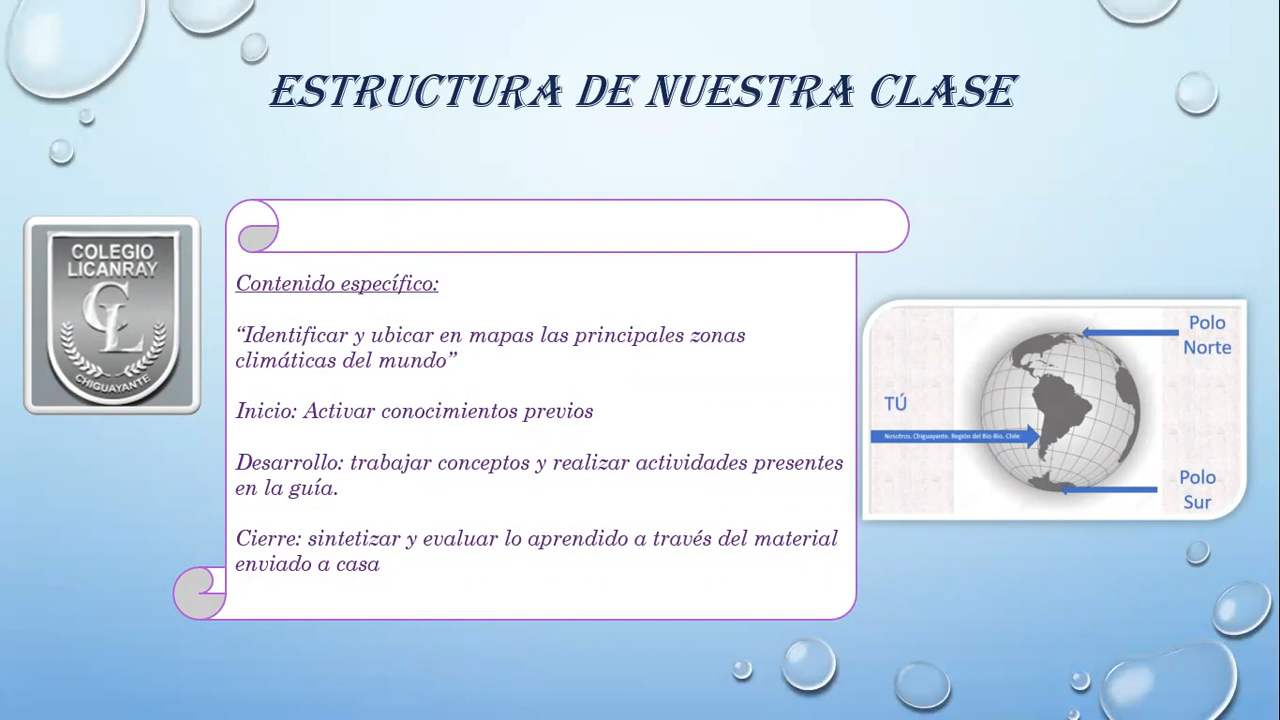 ESTRUCTURA DE NUESTRA CLASE
COLEGIO
LICANRAY
CL
CHIGUAYANTE
Contenido específico:
“Identificar y ubicar en mapas las principales zonas
climáticas del mundo”
Inicio: Activar conocimientos previos
Desarrollo: trabajar conceptos y realizar actividades presentes
en la guía.
Cierre: sintetizar y evaluar lo aprendido a través del material
enviado a casa
Polo
Norte
TÚ
Nosotros. Chiguayante. Región del Bio-Bio. Chile
Polo
Sur